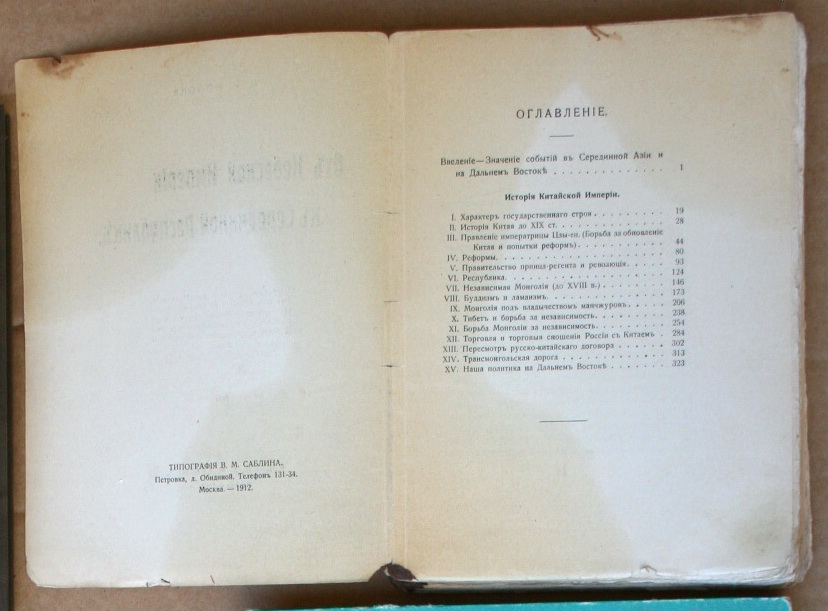 ТИПОГРАФІЯ В. М. САБЛИНА.
Петровка, д. Обидиной. Телефонъ 131-34.
Москва. — 1912.
ОГЛАВЛЕНІЕ.
Введеніе—Значеніе событій въ Серединной Азіи и
на Дальнемъ Востокѣ . . . . . . . . . . . . . . 1
Исторія Китайской Имперіи.
I. Характеръ государственнаго строя . . . . . . . . . 19
II. Исторія Китая до XIX ст. . . . . . . . . . . . . . 28
III. Правленіе императрицы Цзы-си. (Борьба за обновленіе
Китая и попытки реформъ) . . . . . . . . . . . . 44
IV. Реформы. . . . . . . . . . . . . . . . . . . . 80
V. Правительство принца-регента и революція. . . . . 93
VI. Республика. . . . . . . . . . . . . . . . . . . 124
VII. Независимая Монголія (до XVIII в.) . . . . . . . . 146
VIII. Буддизмъ и ламаизмъ. . . . . . . . . . . . . . 173
IX. Монголія подъ владычествомъ манчжуровъ . . . . . 206
X. Тибетъ и борьба за независимость. . . . . . . . . 238
XI. Борьба Монголіи за независимость. . . . . . . . . 254
XII. Торговля и торговыя сношенія Россіи съ Китаемъ . . 284
XIII. Пересмотръ русско-китайскаго договора . . . . . . 302
XIV. Трансмонгольская дорога . . . . . . . . . . . . 313
XV. Наша политика на Дальнемъ Востокѣ . . . . . . . 323